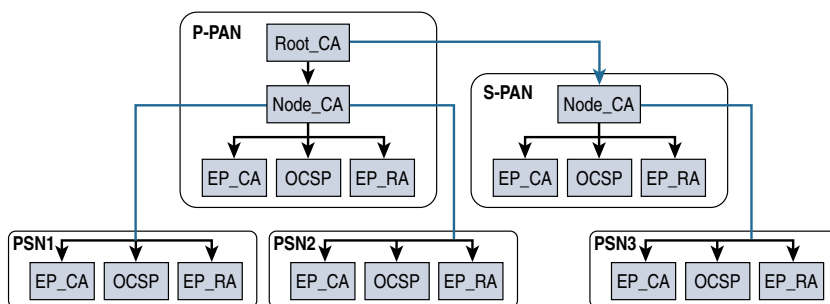 P-PAN
Root_CA
Node_CA
EP_CA OCSP EP_RA
S-PAN
Node_CA
EP_CA OCSP EP_RA
PSN1
EP_CA OCSP EP_RA
PSN2
EP_CA OCSP EP_RA
PSN3
EP_CA OCSP EP_RA